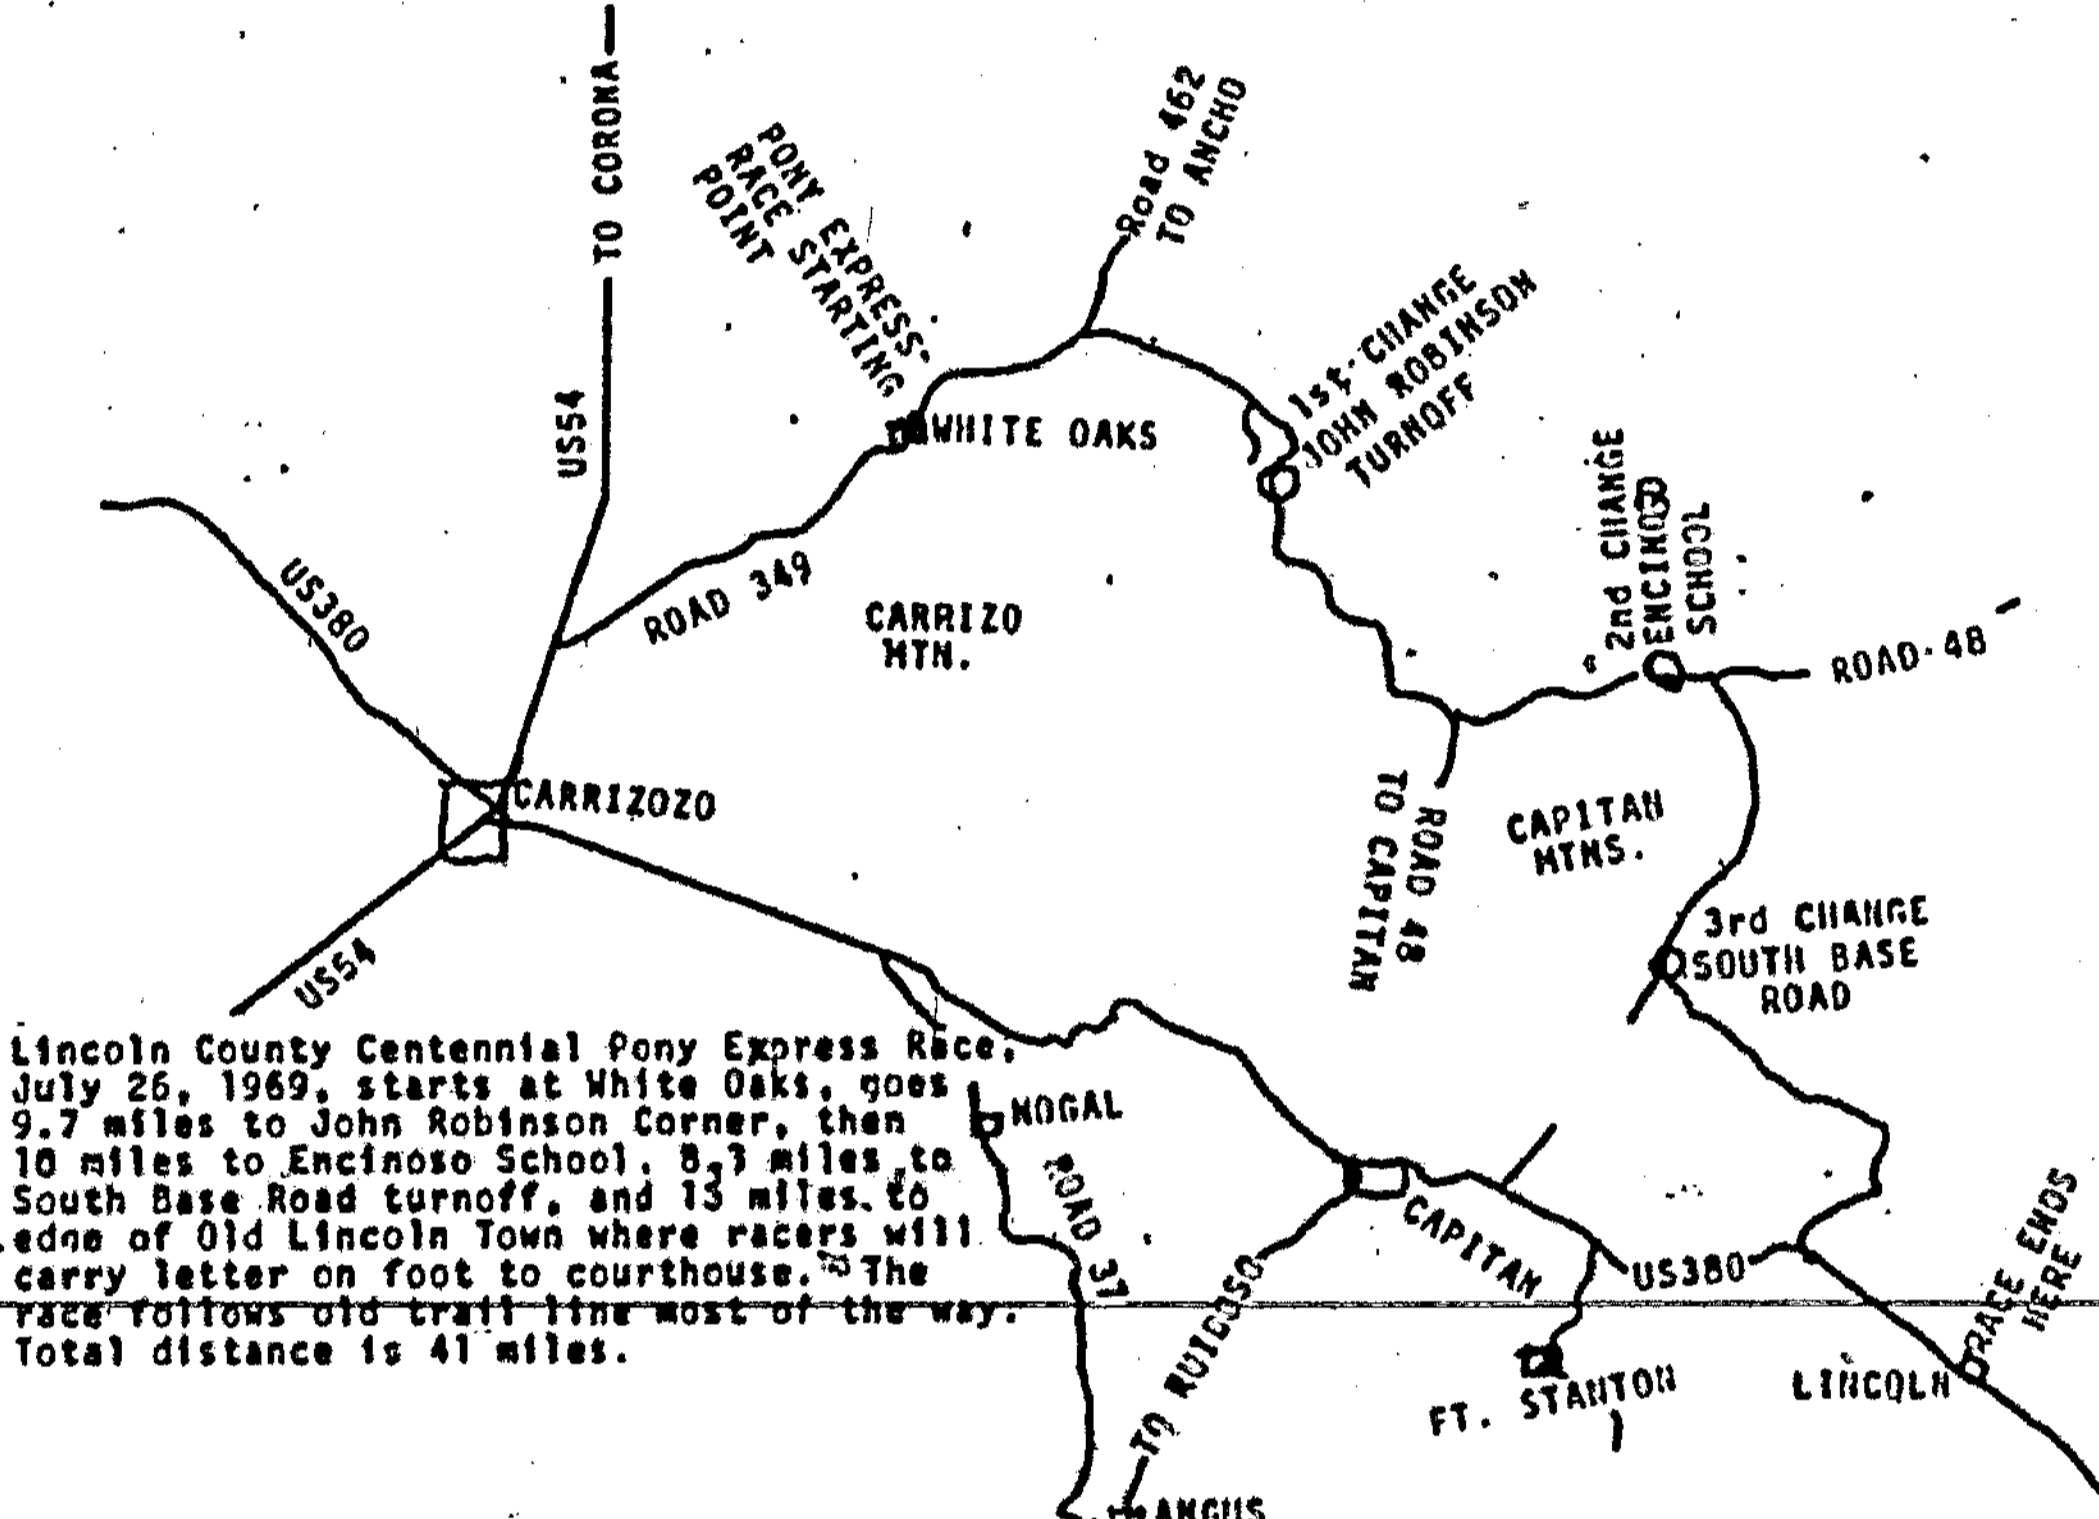 TO CORONA
Road 462
TO ANCHO
PONY EXPRESS
RACE STARTING
POINT
1st CHANGE
JOHN ROBINSON
TURNOFF
US54
WHITE OAKS
2nd CHANGE
ENCINOSO
SCHOOL
US380
ROAD 349
CARRIZO
MTN.
ROAD 48
CARRIZOZO
ROAD 48
TO CAPITAN
CAPITAN
MTNS.
3rd CHANGE
SOUTH BASE
ROAD
US54
Lincoln County Centennial Pony Express Race,
July 26, 1969, starts at White Oaks, goes
9.7 miles to John Robinson Corner, then
10 miles to Encinoso School, 8.3 miles to
South Base Road turnoff, and 13 miles to
edge of Old Lincoln Town where racers will
carry letter on foot to courthouse. The
race follows old trail line most of the way.
Total distance is 41 miles.
NOGAL
ROAD 37
CAPITAN
US380
RACE ENDS
HERE
TO RUIDOSO
FT. STANTON
LINCOLN
ANGUS